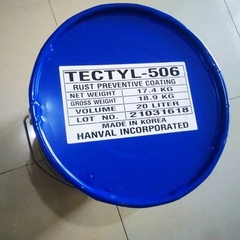 TECTYL-506
RUST PREVENTIVE COATING
NET WEIGHT 17.4 KG
GROSS WEIGHT 18.9 KG
VOLUME 20 LITER
LOT NO 21031618
MADE IN KOREA
HANVAL INCORPORATED